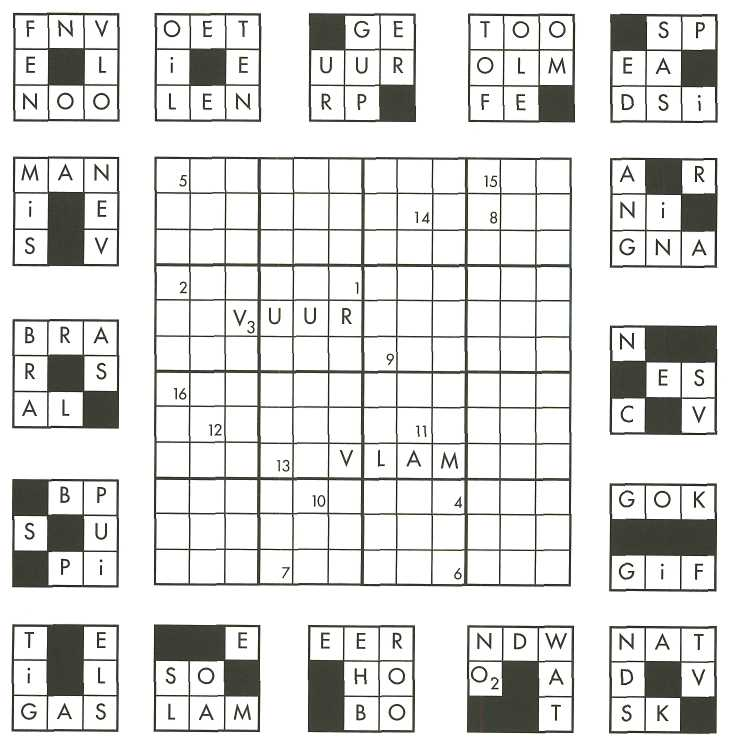 F N V O E T G E T O O S P
E L i E U U R O L M E A
N O O L E N R P F E D S i
M A N 5 15 A R
i E 14 8 N i
S V G N A
2 1
B R A V3 U U R N
R S 9 E S
A L 16 C V
12 11
13 V L A M
B P 10 4 G O K
S U
P i 7 6 G i F
T E E E E R N D W N A T
i L S O H O O2 A D V
G A S L A M B O T S K